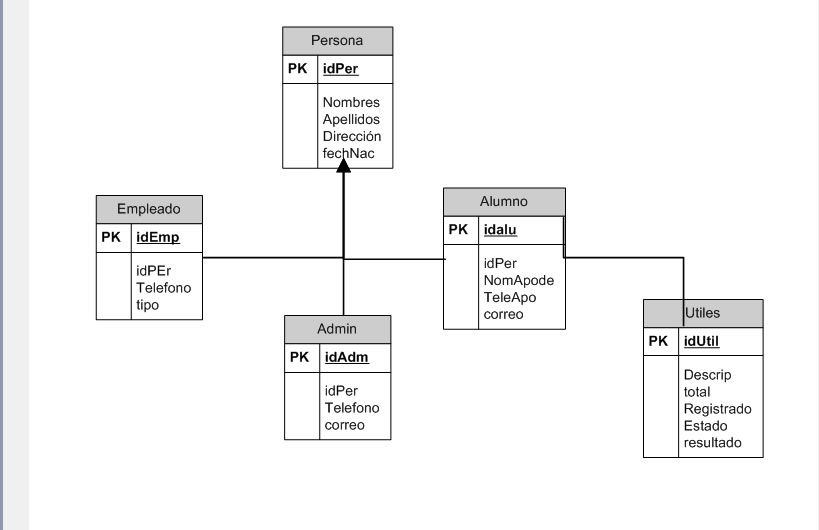 Persona
PK idPer
Nombres
Apellidos
Dirección
fechNac
Empleado
PK idEmp
idPEr
Telefono
tipo
Alumno
PK idalu
idPer
NomApode
TeleApo
correo
Admin
PK idAdm
idPer
Telefono
correo
Utiles
PK idUtil
Descrip
total
Registrado
Estado
resultado